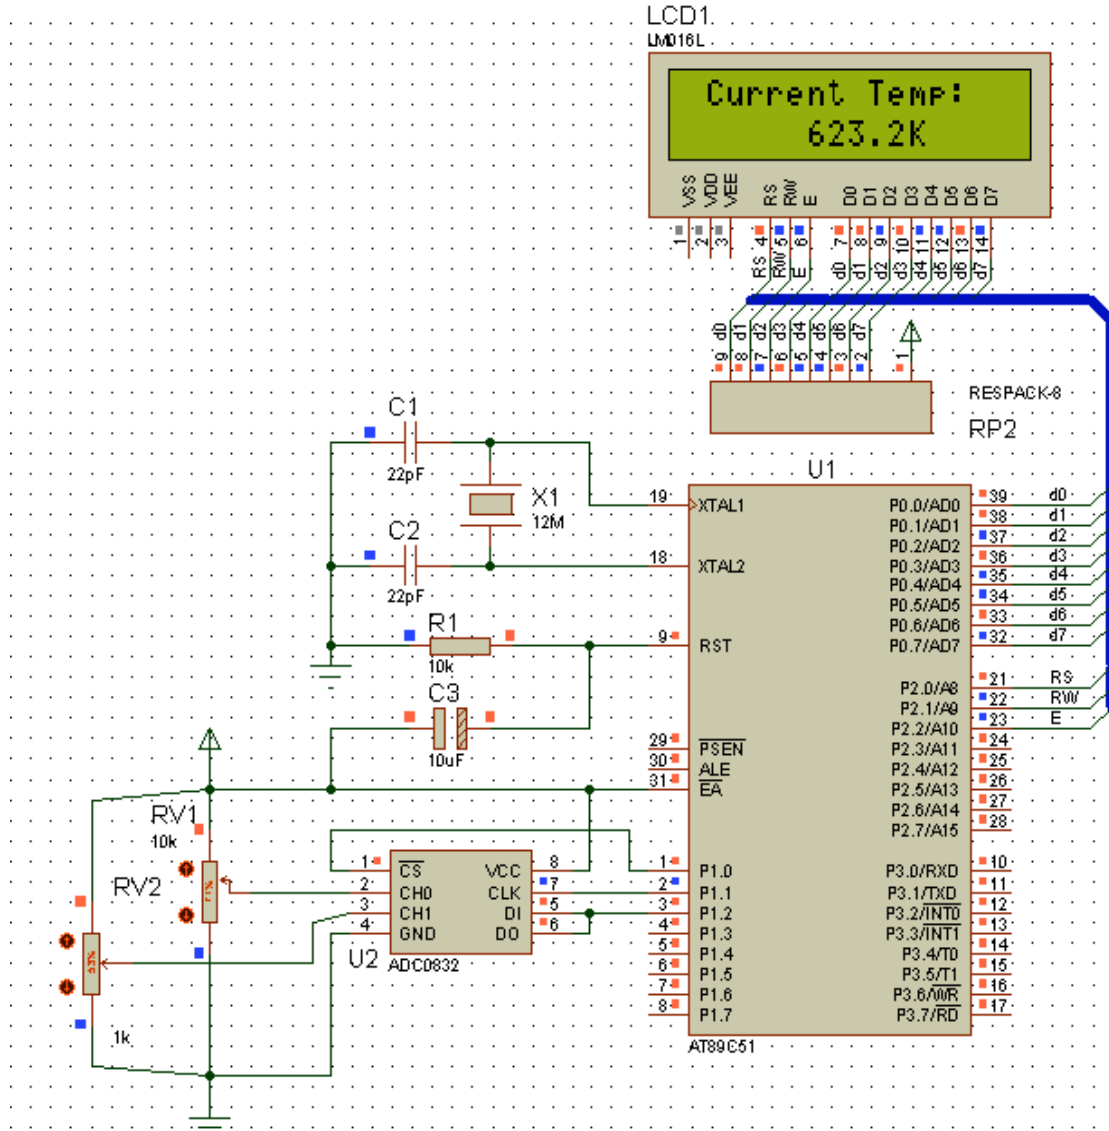 LCD1
LM016L
Current Temp:
623.2K
VSS VDD VEE RS RW E D0 D1 D2 D3 D4 D5 D6 D7
1 2 3 4 5 6 7 8 9 10 11 12 13 14
RS RW E d0 d1 d2 d3 d4 d5 d6 d7
d0 d1 d2 d3 d4 d5 d6 d7
9 8 7 6 5 4 3 2 1
RESPACK-8
RP2
C1
22pF
X1
12M
C2
22pF
R1
10k
C3
10uF
U1
19 XTAL1 P0.0/AD0 39 d0
P0.1/AD1 38 d1
P0.2/AD2 37 d2
18 XTAL2 P0.3/AD3 36 d3
P0.4/AD4 35 d4
P0.5/AD5 34 d5
P0.6/AD6 33 d6
9 RST P0.7/AD7 32 d7
P2.0/A8 21 RS
P2.1/A9 22 RW
P2.2/A10 23 E
29 PSEN P2.3/A11 24
30 ALE P2.4/A12 25
31 EA P2.5/A13 26
P2.6/A14 27
P2.7/A15 28
1 P1.0 P3.0/RXD 10
2 P1.1 P3.1/TXD 11
3 P1.2 P3.2/INT0 12
4 P1.3 P3.3/INT1 13
5 P1.4 P3.4/T0 14
6 P1.5 P3.5/T1 15
7 P1.6 P3.6/WR 16
8 P1.7 P3.7/RD 17
AT89C51
RV1
10k
RV2
1k
1 CS VCC 8
2 CH0 CLK 7
3 CH1 DI 5
4 GND DO 6
U2
ADC0832